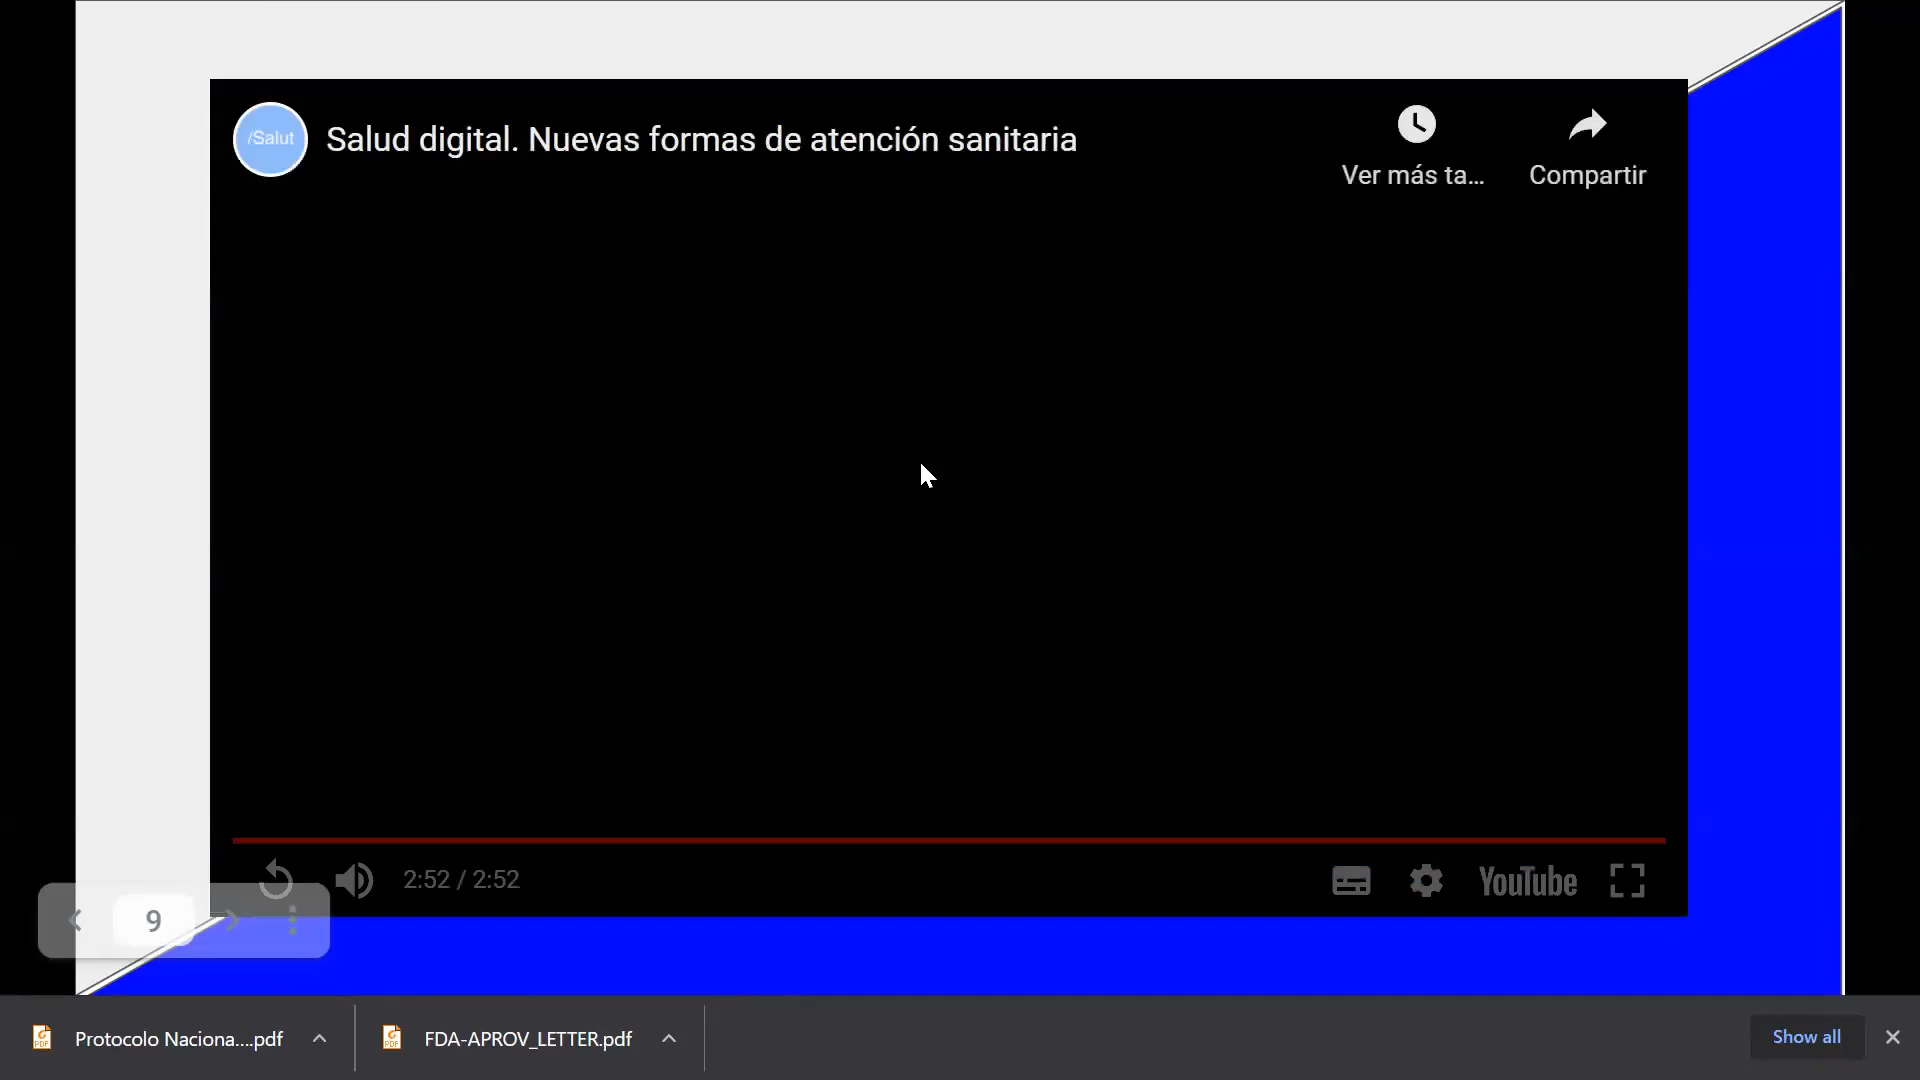 /Salut
Salud digital. Nuevas formas de atención sanitaria
Ver más ta...
Compartir
2:52 / 2:52
YouTube
9
Protocolo Naciona....pdf
FDA-APROV_LETTER.pdf
Show all